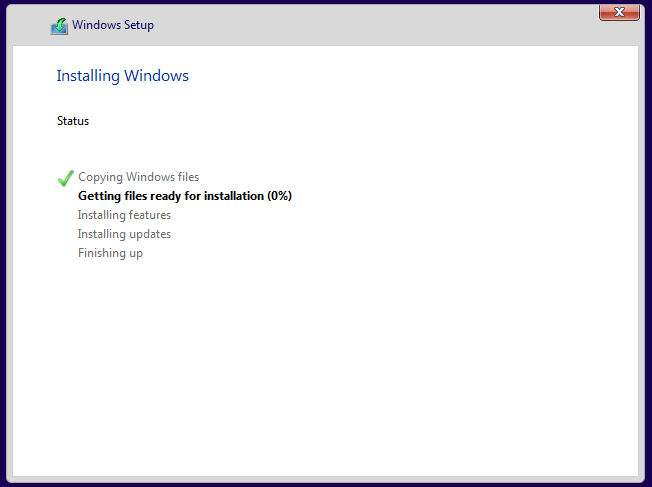 Windows Setup
Installing Windows
Status
Copying Windows files
Getting files ready for installation (0%)
Installing features
Installing updates
Finishing up